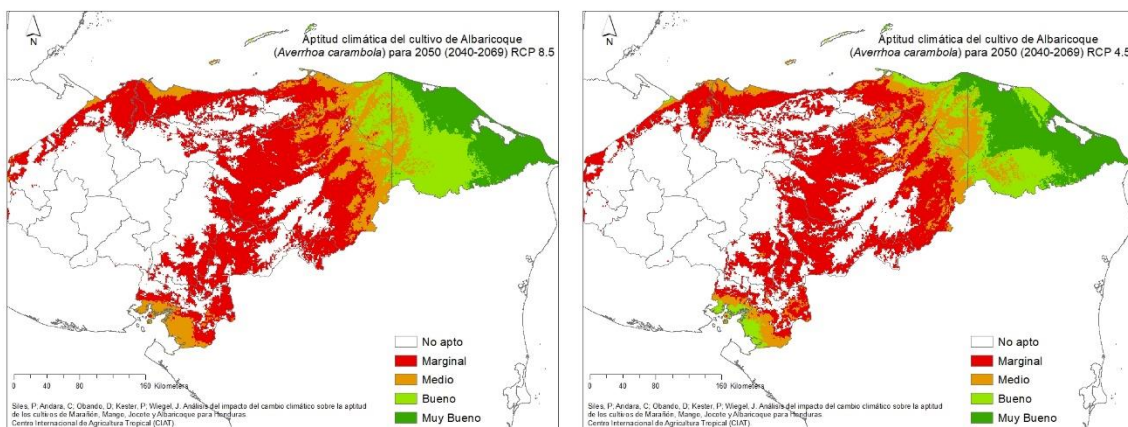 N
Aptitud climática del cultivo de Albaricoque
(Averrhoa carambola) para 2050 (2040-2069) RCP 8.5
No apto
Marginal
Medio
Bueno
Muy Bueno
0 20 40 80 120 160 Kilometers
Siles, P; Andara, C; Obando, D; Kester, P; Wiegel, J. Análisis del impacto del cambio climático sobre la aptitud
de los cultivos de Marañón, Mango, Jocote y Albaricoque para Honduras.
Centro Internacional de Agricultura Tropical (CIAT).
N
Aptitud climática del cultivo de Albaricoque
(Averrhoa carambola) para 2050 (2040-2069) RCP 4.5
No apto
Marginal
Medio
Bueno
Muy Bueno
0 20 40 80 120 160 Kilometers
Siles, P; Andara, C; Obando, D; Kester, P; Wiegel, J. Análisis del impacto del cambio climático sobre la aptitud
de los cultivos de Marañón, Mango, Jocote y Albaricoque para Honduras.
Centro Internacional de Agricultura Tropical (CIAT).